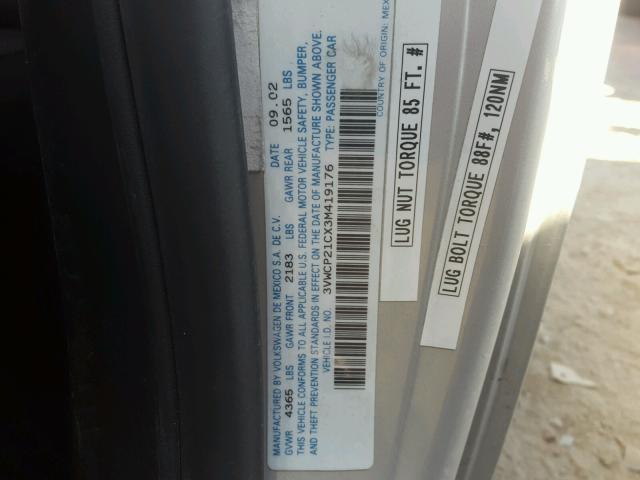 MANUFACTURED BY VOLKSWAGEN DE MEXICO S.A. DE C.V. DATE 09.02
GVWR 4365 LBS GAWR FRONT 2183 LBS GAWR REAR 1565 LBS
THIS VEHICLE CONFORMS TO ALL APPLICABLE U.S. FEDERAL MOTOR VEHICLE SAFETY, BUMPER,
AND THEFT PREVENTION STANDARDS IN EFFECT ON THE DATE OF MANUFACTURE SHOWN ABOVE.
VEHICLE I.D. NO. 3VWCP21CX3M419176 TYPE: PASSENGER CAR
COUNTRY OF ORIGIN: MEX
LUG NUT TORQUE 85 FT. #
LUG BOLT TORQUE 88F#, 120NM